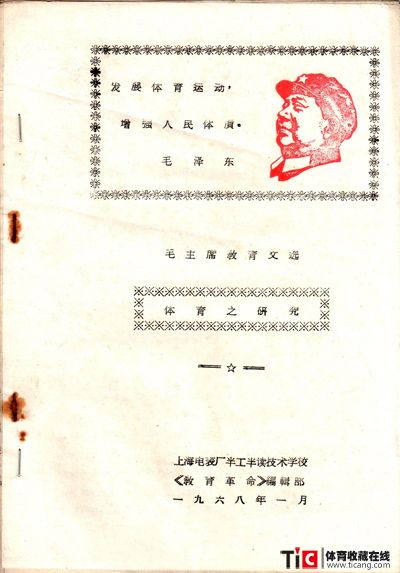 发展体育运动，
增强人民体质。
毛泽东
毛主席教育文选
体育之研究
上海电表厂半工半读技术学校
《教育革命》编辑部
一九六八年一月
TiC 体育收藏在线
www.ticang.com